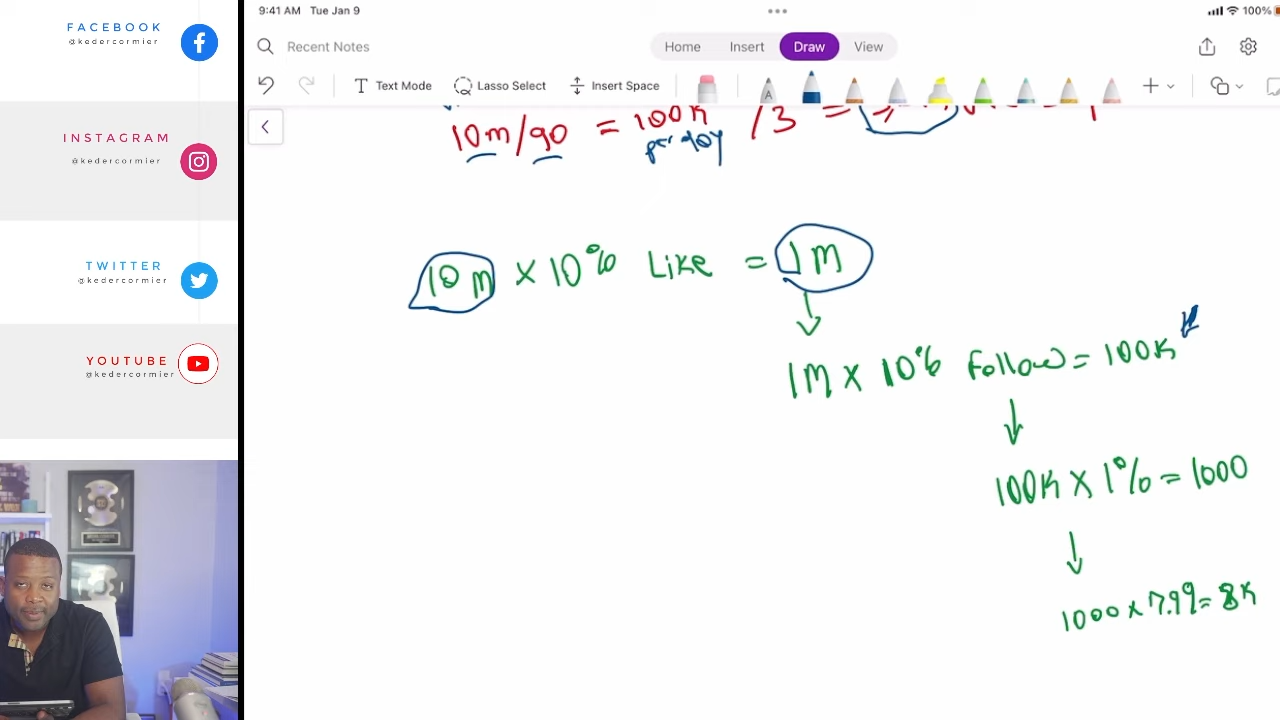 FACEBOOK
@kedercormier
INSTAGRAM
@kedercormier
TWITTER
@kedercormier
YOUTUBE
@kedercormier
9:41 AM Tue Jan 9
100%
Recent Notes
Home Insert Draw View
Text Mode Lasso Select Insert Space
A
10m/90 = 100K /3 =
per day
10m x 10% Like = 1M
1M x 10% Follow = 100K
100K x 1% = 1000
1000 x 7.99 = 8K